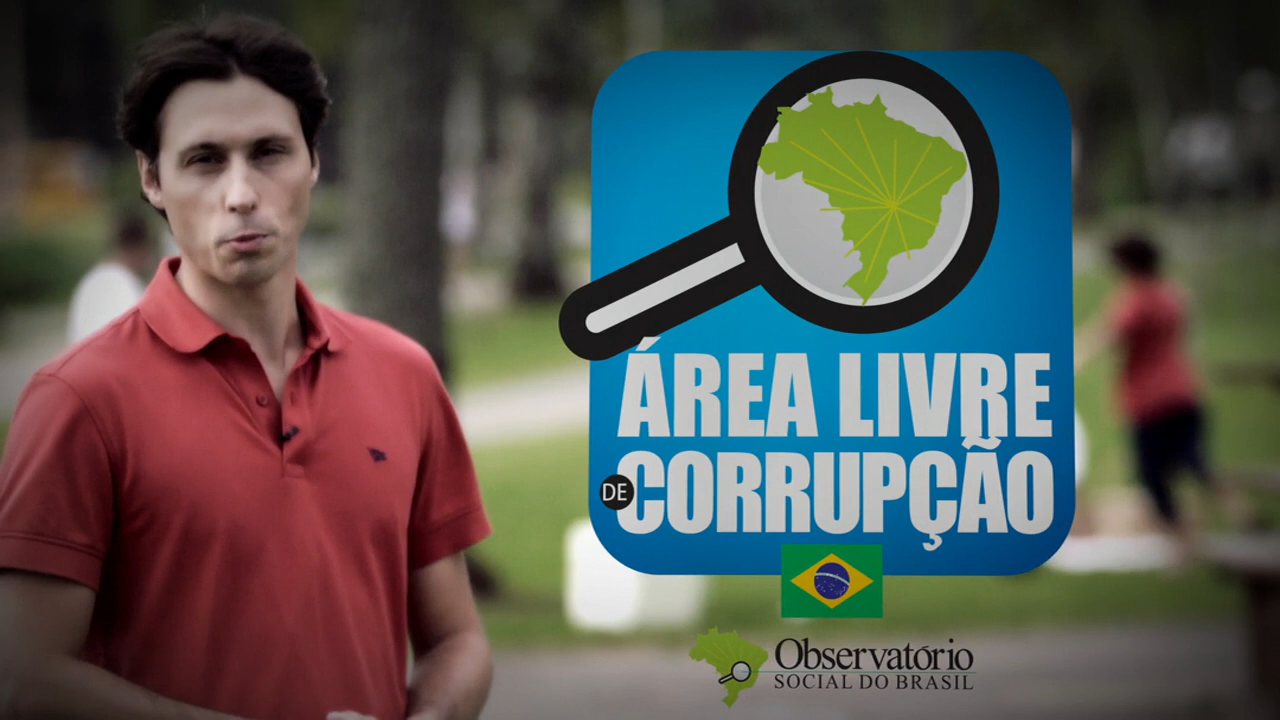 ÁREA LIVRE
DE CORRUPÇÃO
Observatório
SOCIAL DO BRASIL